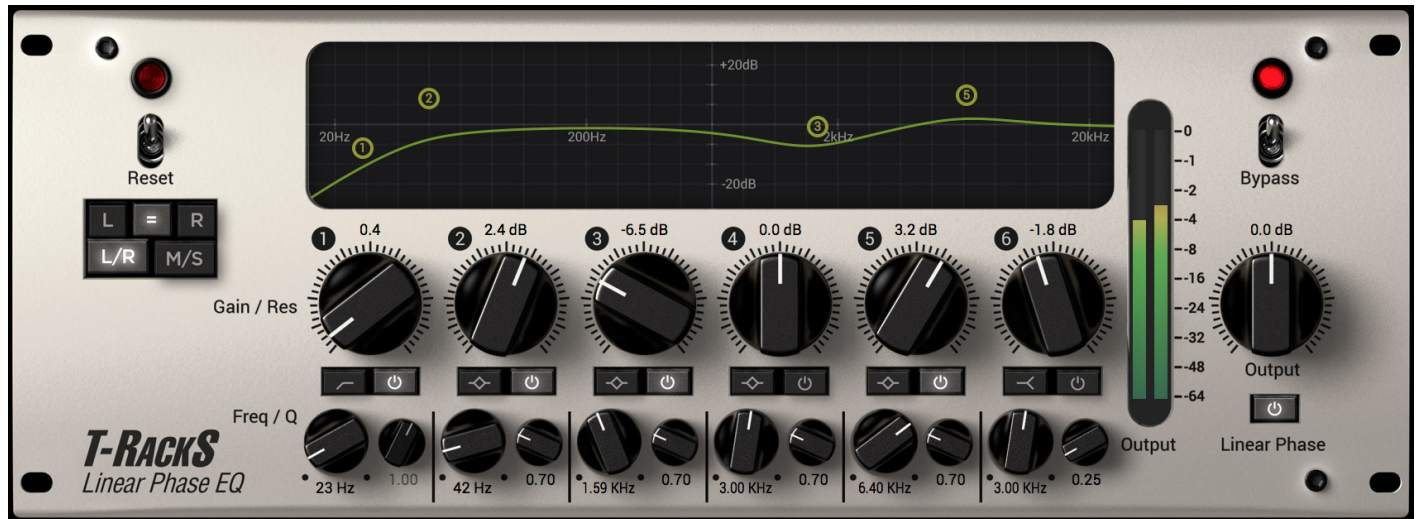 +20dB
20Hz 200Hz 2kHz 20kHz
-20dB
1 2 3 5
Reset
L = R
L/R M/S
1 0.4
2 2.4 dB
3 -6.5 dB
4 0.0 dB
5 3.2 dB
6 -1.8 dB
Gain / Res
Freq / Q
23 Hz 1.00
42 Hz 0.70
1.59 KHz 0.70
3.00 KHz 0.70
6.40 KHz 0.70
3.00 KHz 0.25
T-RackS
Linear Phase EQ
0
-1
-2
-4
-8
-16
-24
-32
-48
-64
Output
Bypass
0.0 dB
Output
Linear Phase